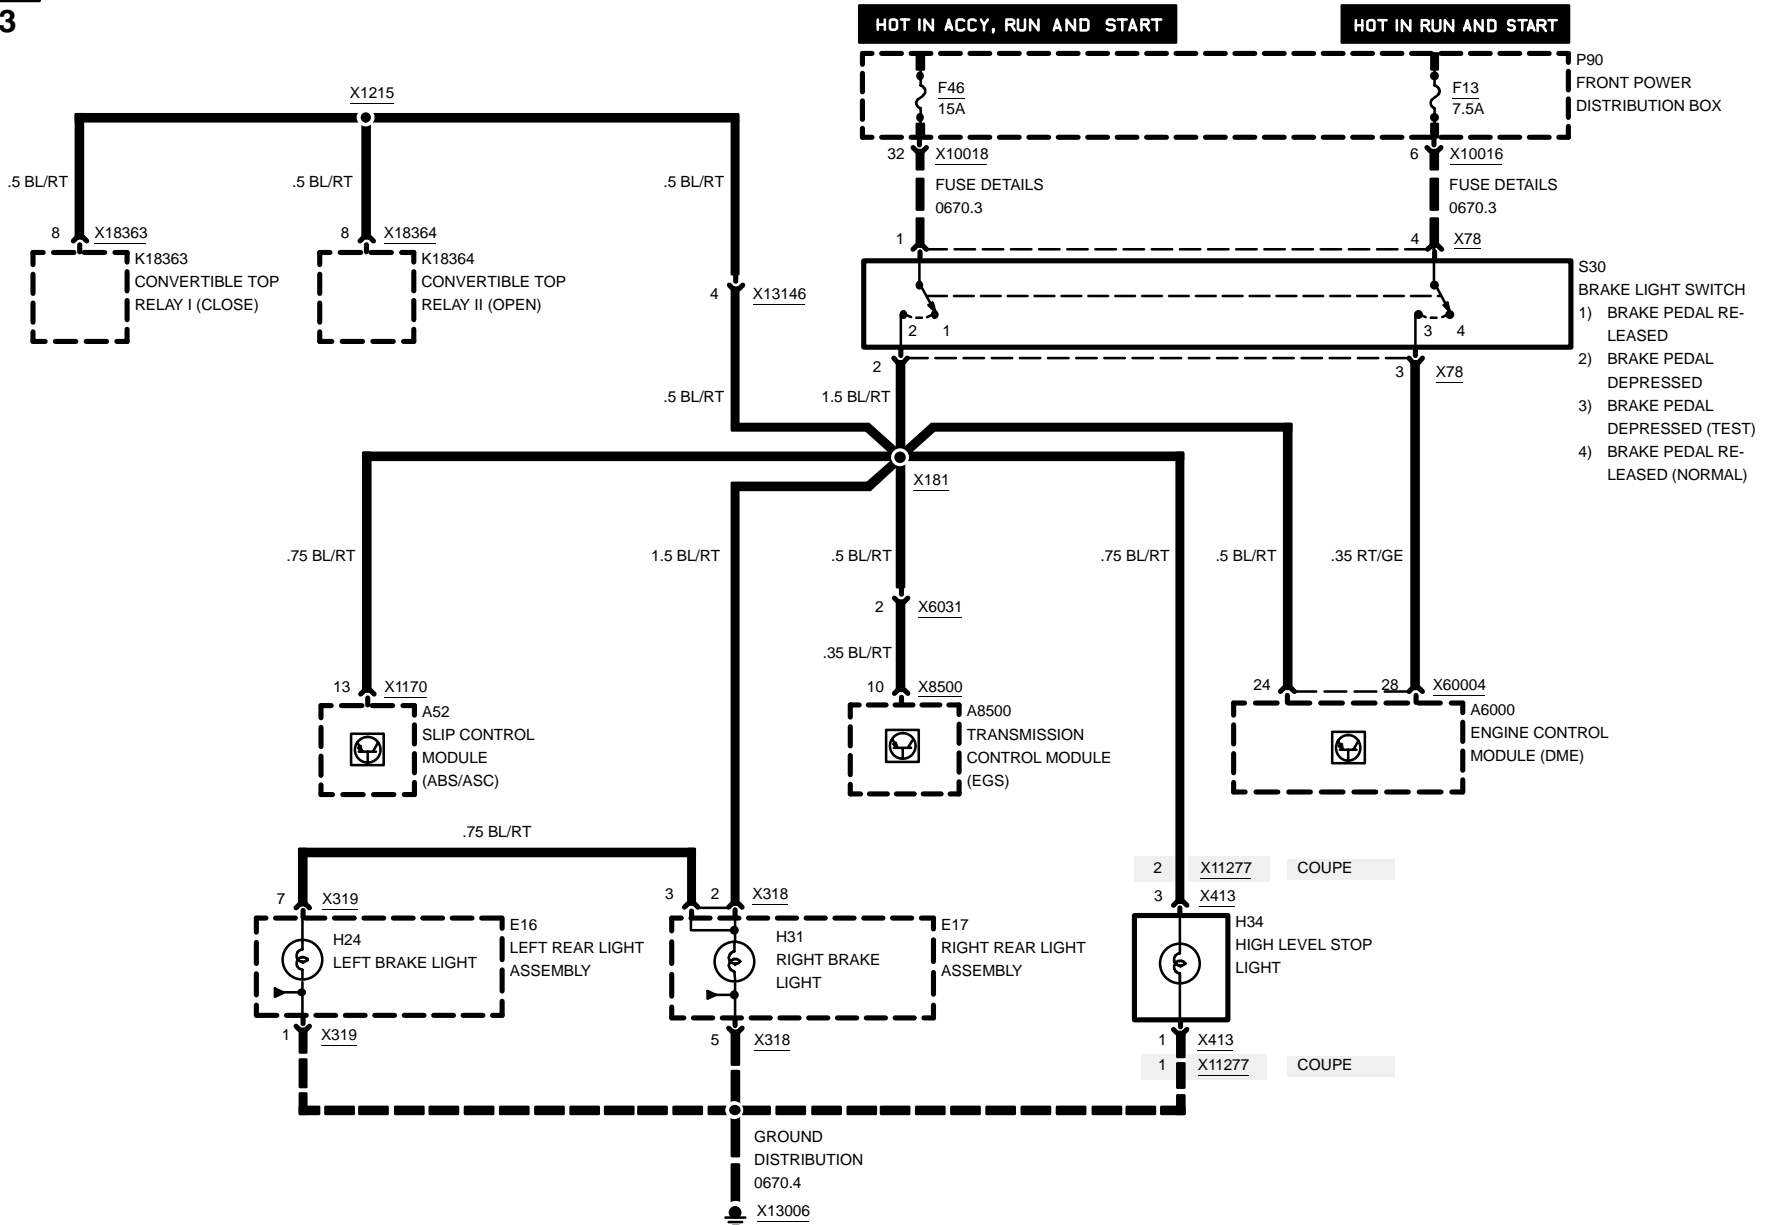 3
HOT IN ACCY, RUN AND START
HOT IN RUN AND START
P90
FRONT POWER
DISTRIBUTION BOX
F46
15A
F13
7.5A
X1215
32 X10018
6 X10016
.5 BL/RT
.5 BL/RT
.5 BL/RT
FUSE DETAILS
0670.3
FUSE DETAILS
0670.3
8 X18363
8 X18364
1
4 X78
K18363
CONVERTIBLE TOP
RELAY I (CLOSE)
K18364
CONVERTIBLE TOP
RELAY II (OPEN)
4 X13146
2 1
3 4
S30
BRAKE LIGHT SWITCH
1) BRAKE PEDAL RE-
LEASED
2) BRAKE PEDAL
DEPRESSED
3) BRAKE PEDAL
DEPRESSED (TEST)
4) BRAKE PEDAL RE-
LEASED (NORMAL)
2
3 X78
.5 BL/RT
1.5 BL/RT
X181
.75 BL/RT
1.5 BL/RT
.5 BL/RT
.75 BL/RT
.5 BL/RT
.35 RT/GE
2 X6031
.35 BL/RT
13 X1170
10 X8500
24
28 X60004
A52
SLIP CONTROL
MODULE
(ABS/ASC)
A8500
TRANSMISSION
CONTROL MODULE
(EGS)
A6000
ENGINE CONTROL
MODULE (DME)
.75 BL/RT
2 X11277 COUPE
7 X319
3 2 X318
3 X413
E16
LEFT REAR LIGHT
ASSEMBLY
H24
LEFT BRAKE LIGHT
H31
RIGHT BRAKE
LIGHT
E17
RIGHT REAR LIGHT
ASSEMBLY
H34
HIGH LEVEL STOP
LIGHT
1 X319
5 X318
1 X413
1 X11277 COUPE
GROUND
DISTRIBUTION
0670.4
X13006